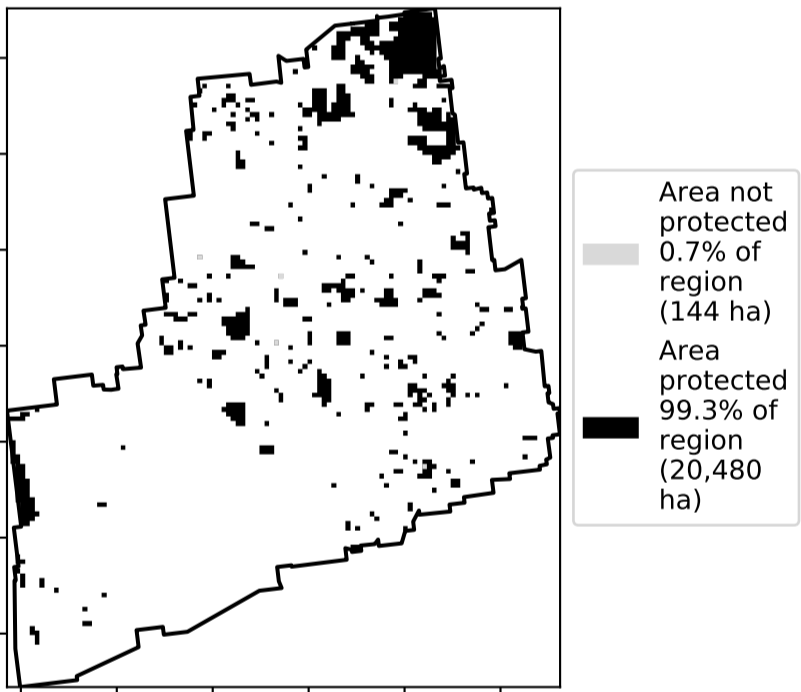 Area not
protected
0.7% of
region
(144 ha)
Area
protected
99.3% of
region
(20,480
ha)